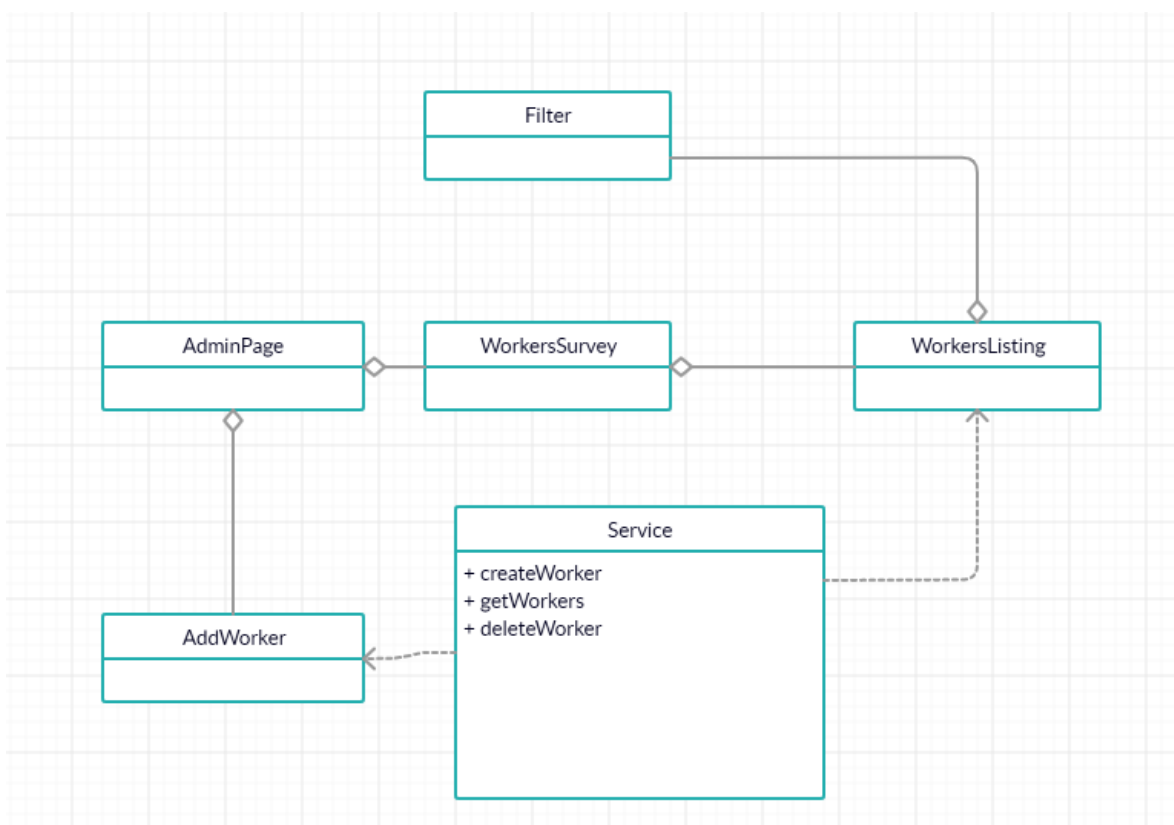 Filter
AdminPage
WorkersSurvey
WorkersListing
Service
+ createWorker
+ getWorkers
+ deleteWorker
AddWorker